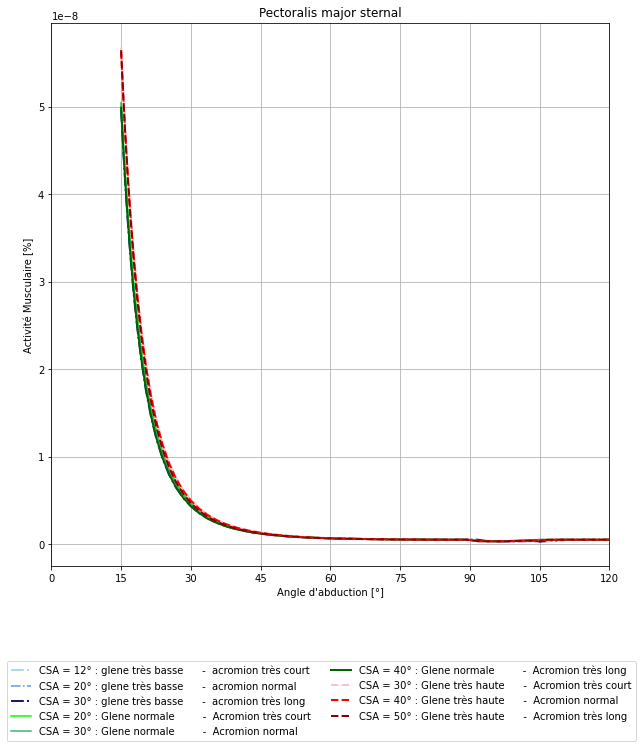 Pectoralis major sternal
1e−8
5
4
3
2
1
0
Activité Musculaire [%]
0 15 30 45 60 75 90 105 120
Angle d'abduction [°]
CSA = 12° : glene très basse - acromion très court
CSA = 20° : glene très basse - acromion normal
CSA = 30° : glene très basse - acromion très long
CSA = 20° : Glene normale - Acromion très court
CSA = 30° : Glene normale - Acromion normal
CSA = 40° : Glene normale - Acromion très long
CSA = 30° : Glene très haute - Acromion très court
CSA = 40° : Glene très haute - Acromion normal
CSA = 50° : Glene très haute - Acromion très long